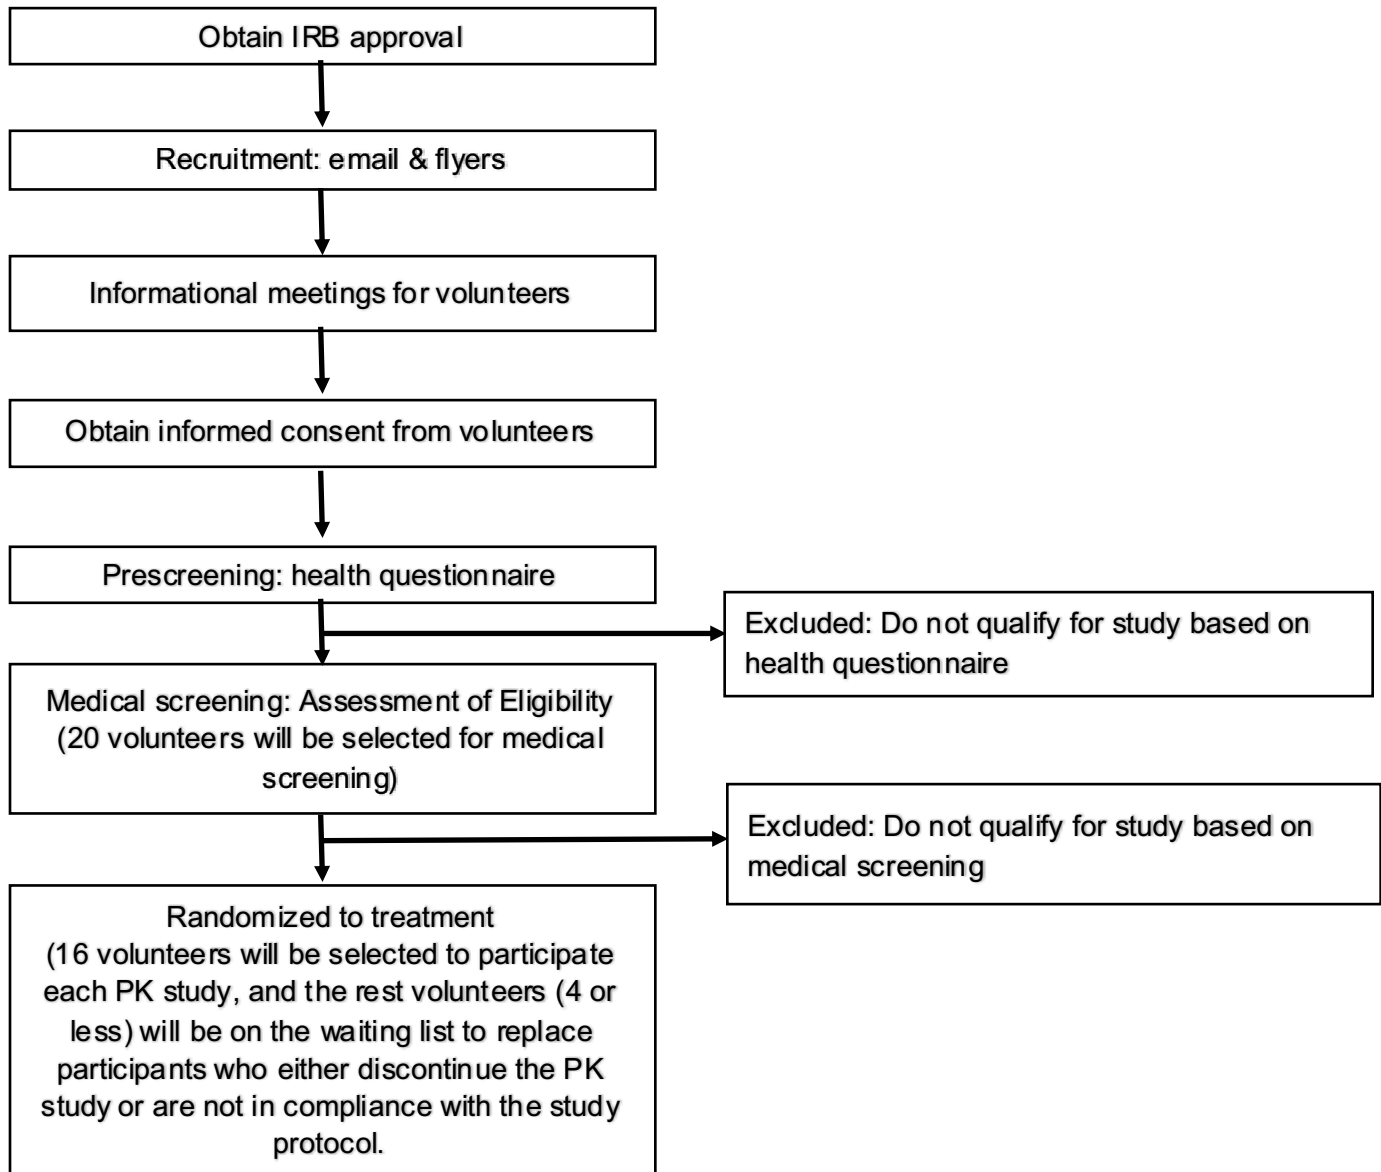 Obtain IRB approval
Recruitment: email & flyers
Informational meetings for volunteers
Obtain informed consent from volunteers
Prescreening: health questionnaire
Excluded: Do not qualify for study based on
health questionnaire
Medical screening: Assessment of Eligibility
(20 volunteers will be selected for medical
screening)
Excluded: Do not qualify for study based on
medical screening
Randomized to treatment
(16 volunteers will be selected to participate
each PK study, and the rest volunteers (4 or
less) will be on the waiting list to replace
participants who either discontinue the PK
study or are not in compliance with the study
protocol.